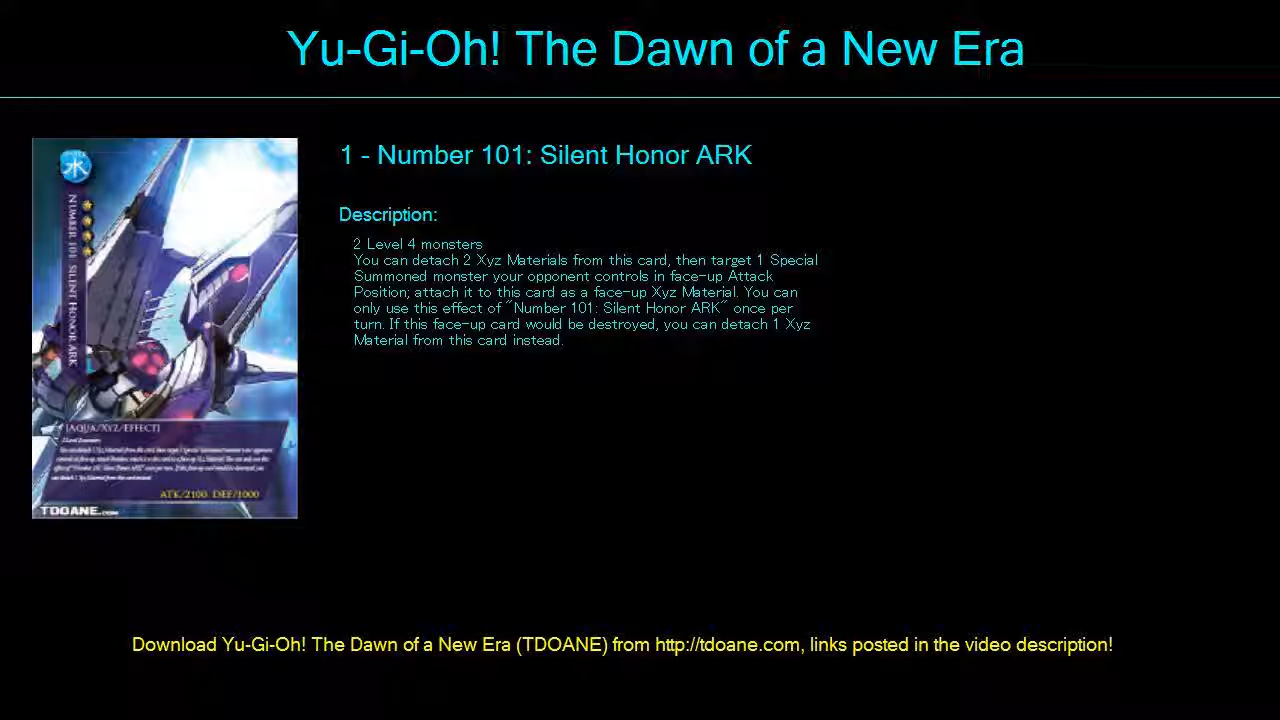 Yu-Gi-Oh! The Dawn of a New Era
1 - Number 101: Silent Honor ARK
Description:
2 Level 4 monsters
You can detach 2 Xyz Materials from this card, then target 1 Special
Summoned monster your opponent controls in face-up Attack
Position; attach it to this card as a face-up Xyz Material. You can
only use this effect of "Number 101: Silent Honor ARK" once per
turn. If this face-up card would be destroyed, you can detach 1 Xyz
Material from this card instead.
水
NUMBER 101: SILENT HONOR ARK
[AQUA/XYZ/EFFECT]
ATK/2100 DEF/1000
TDOANE.COM
Download Yu-Gi-Oh! The Dawn of a New Era (TDOANE) from http://tdoane.com, links posted in the video description!